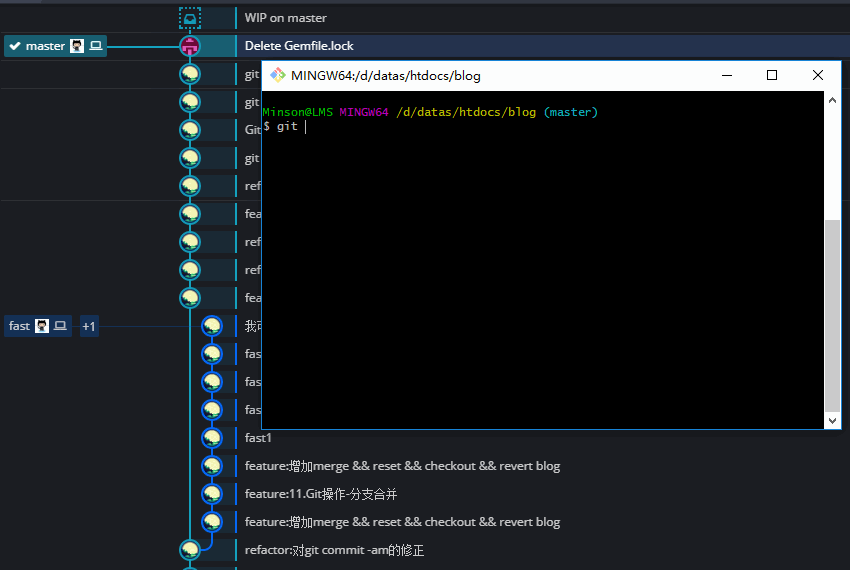 WIP on master
master
Delete Gemfile.lock
git
MINGW64:/d/datas/htdocs/blog
git
Minson@LMS MINGW64 /d/datas/htdocs/blog (master)
$ git
Git
git
ref
fea
ref
ref
fea
fast +1
fas
fas
fas
fast1
feature:增加merge && reset && checkout && revert blog
feature:11.Git操作-分支合并
feature:增加merge && reset && checkout && revert blog
refactor:对git commit -am的修正